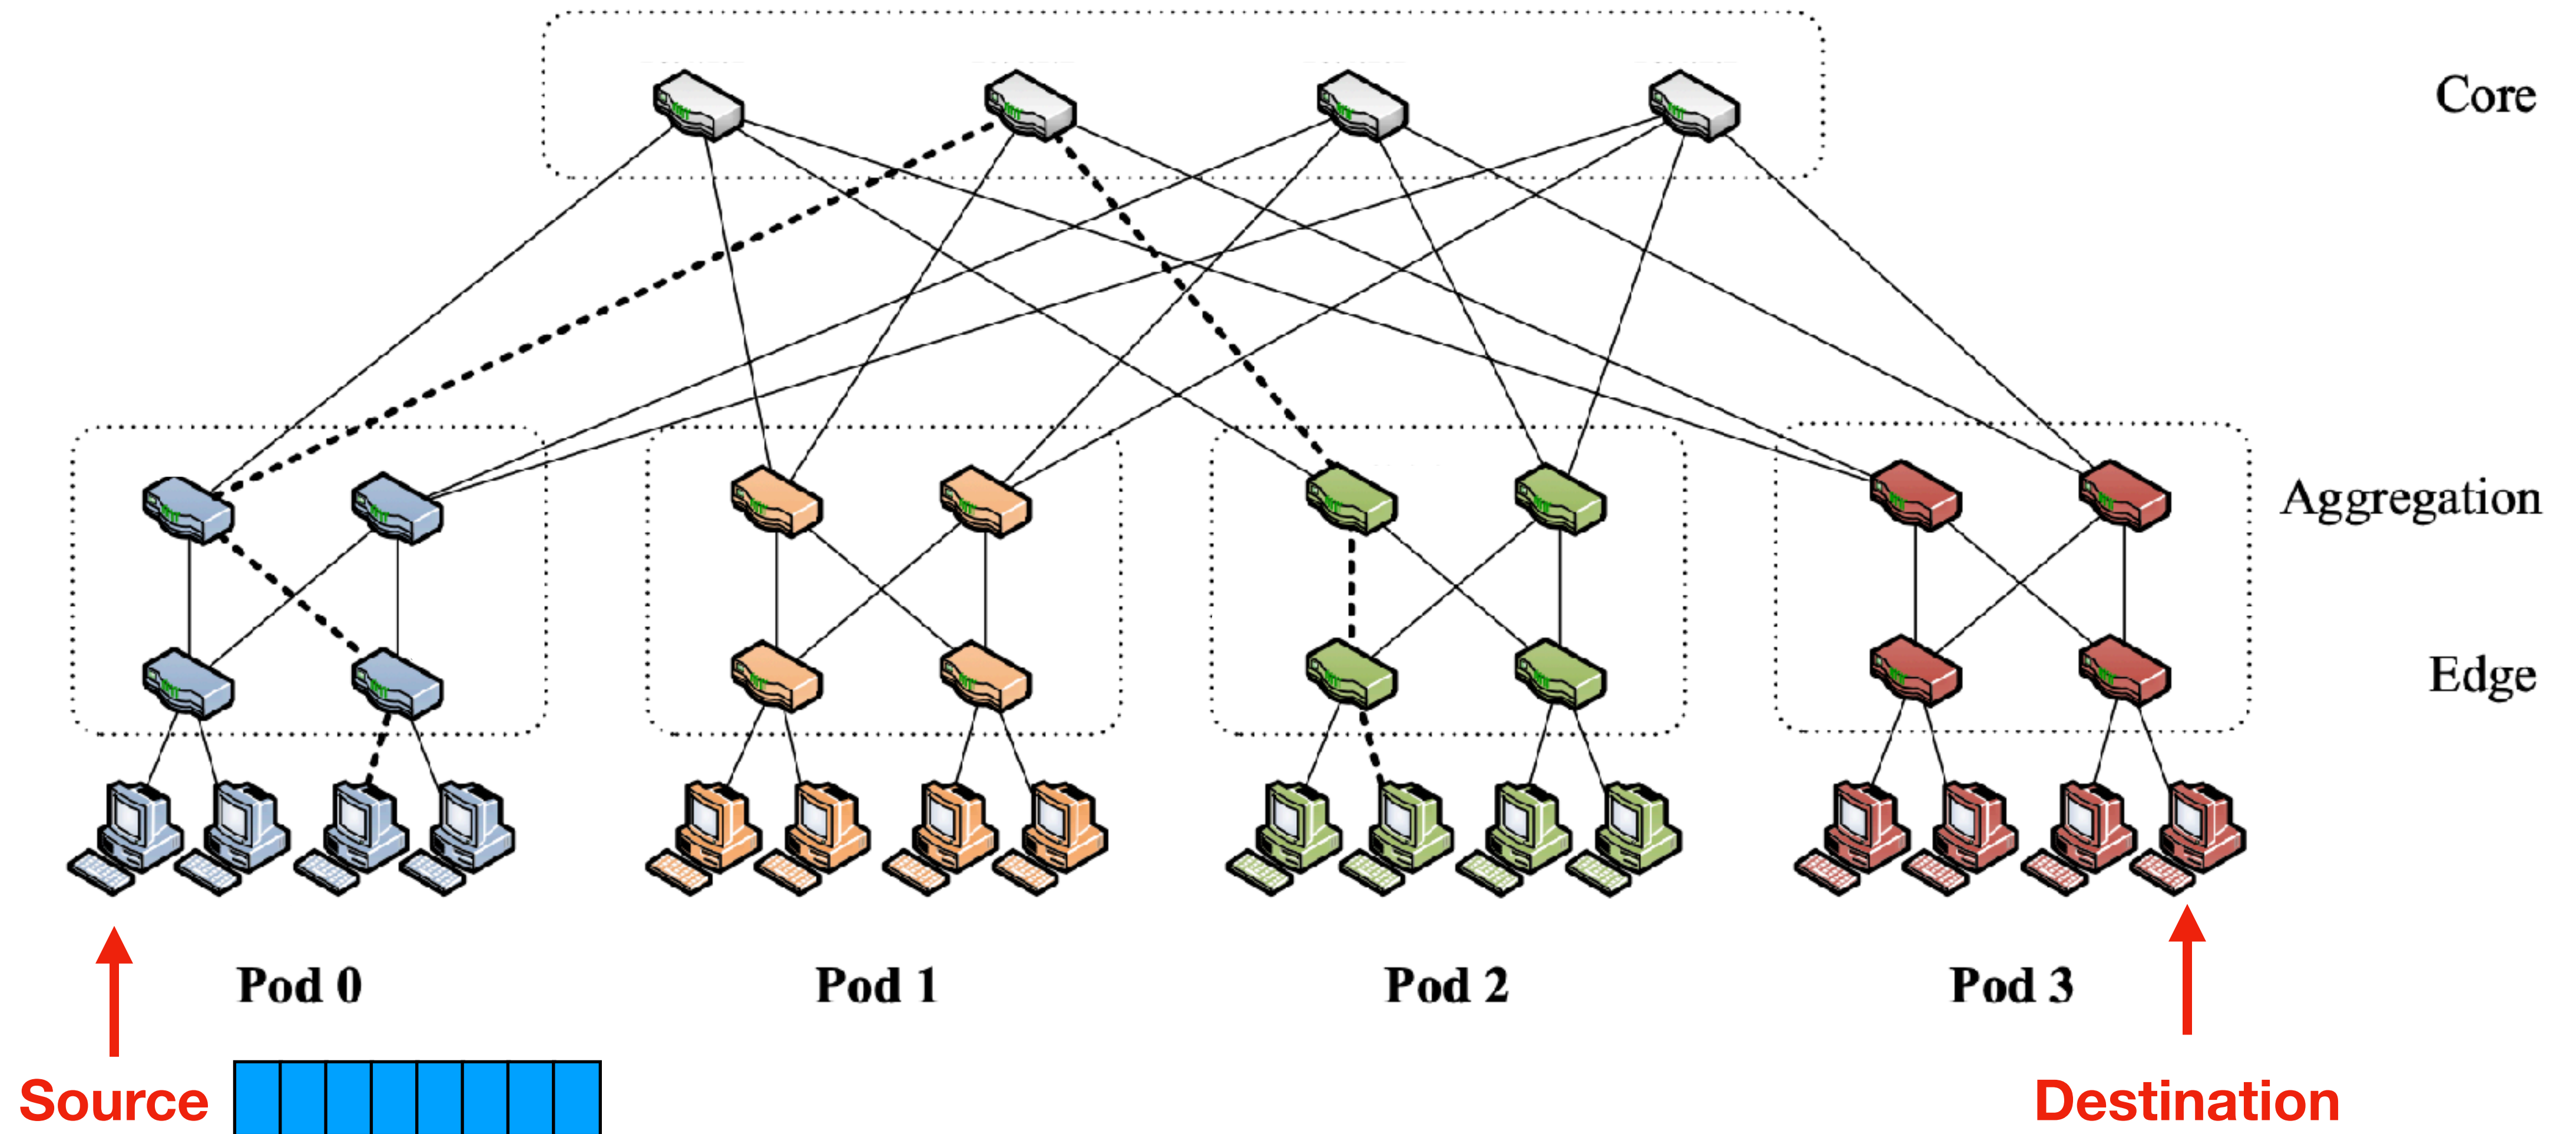 Core
Aggregation
Edge
Pod 0
Pod 1
Pod 2
Pod 3
Source
Destination